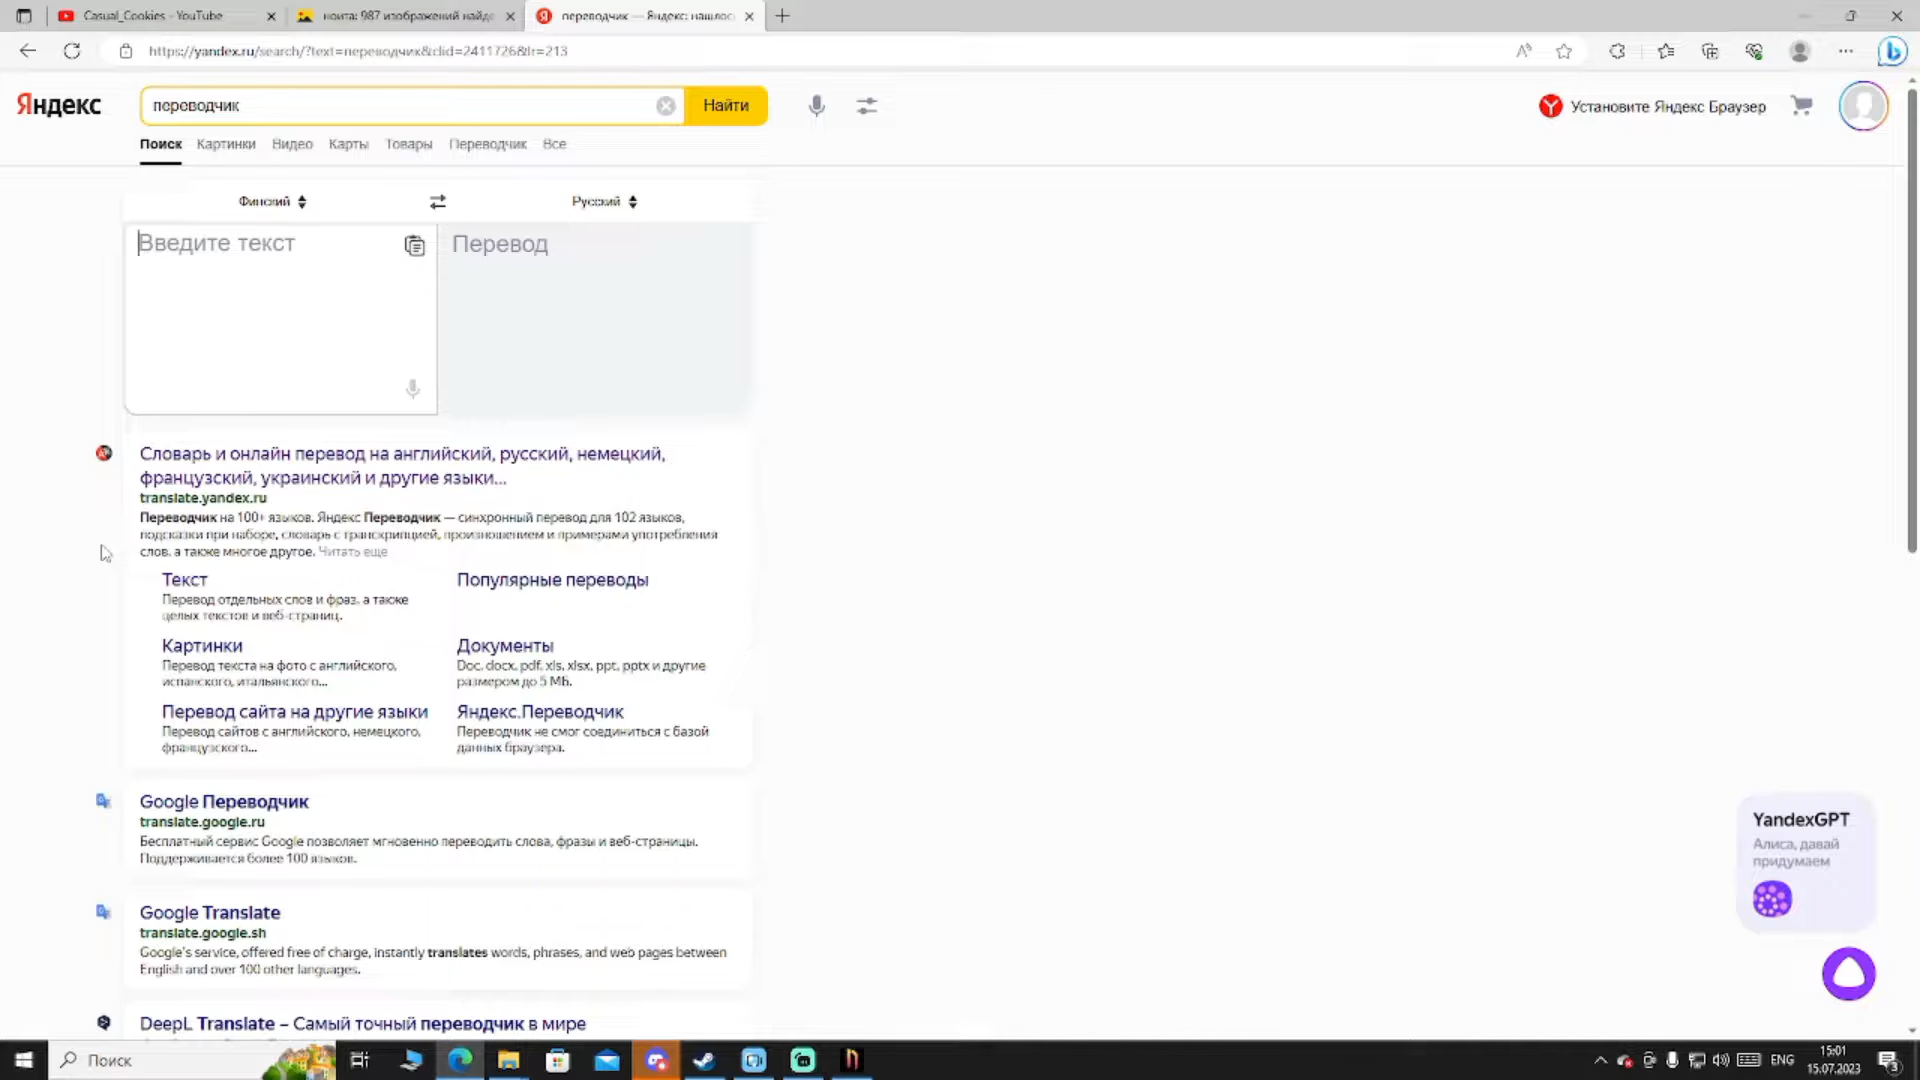 Casual_Cookies - YouTube
ноита: 987 изображений найде
переводчик — Яндекс: нашлос
https://yandex.ru/search/?text=переводчик&clid=2411726&lr=213
Яндекс
переводчик
Найти
Установите Яндекс Браузер
Поиск Картинки Видео Карты Товары Переводчик Все
Финский
Русский
Введите текст
Перевод
Словарь и онлайн перевод на английский, русский, немецкий,
французский, украинский и другие языки...
translate.yandex.ru
Переводчик на 100+ языков. Яндекс Переводчик — синхронный перевод для 102 языков,
подсказки при наборе, словарь с транскрипцией, произношением и примерами употребления
слов, а также многое другое. Читать еще
Текст
Перевод отдельных слов и фраз, а также
целых текстов и веб-страниц.
Популярные переводы
Картинки
Перевод текста на фото с английского,
испанского, итальянского...
Документы
Doc, docx, pdf, xls, xlsx, ppt, pptx и другие
размером до 5 МБ.
Перевод сайта на другие языки
Перевод сайтов с английского, немецкого,
французского...
Яндекс.Переводчик
Переводчик не смог соединиться с базой
данных браузера.
Google Переводчик
translate.google.ru
Бесплатный сервис Google позволяет мгновенно переводить слова, фразы и веб-страницы.
Поддерживается более 100 языков.
Google Translate
translate.google.sh
Google's service, offered free of charge, instantly translates words, phrases, and web pages between
English and over 100 other languages.
DeepL Translate – Самый точный переводчик в мире
YandexGPT
Алиса, давай
придумаем
Поиск
ENG
15:01
15.07.2023
3